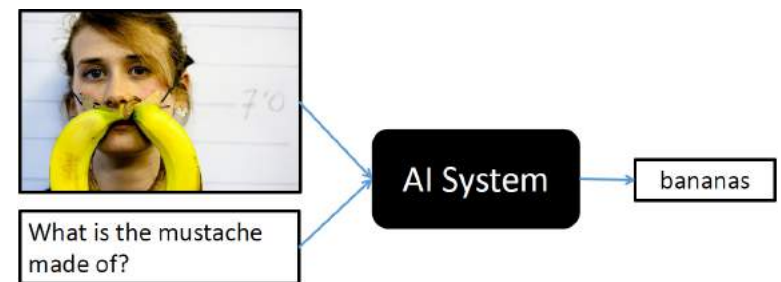 7'0
What is the mustache
made of?
AI System
bananas